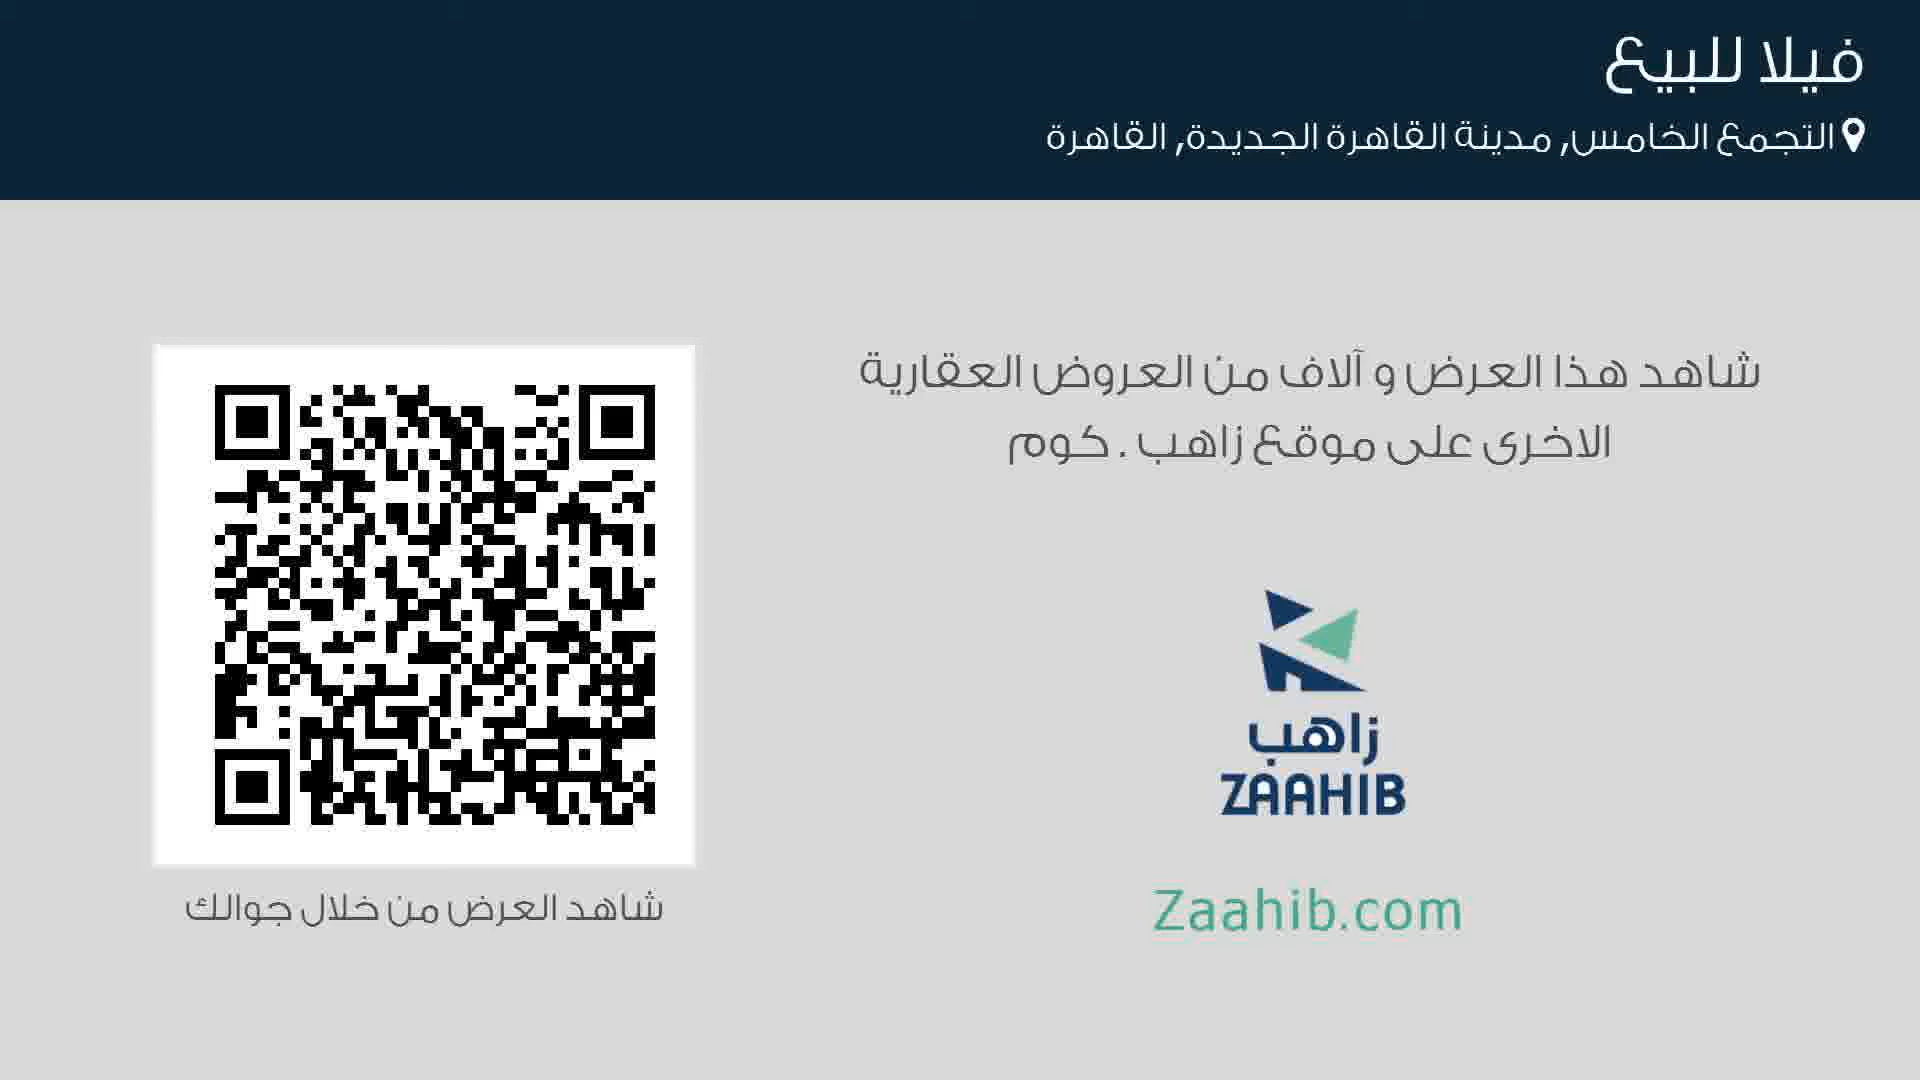 فيلا للبيع
التجمع الخامس, مدينة القاهرة الجديدة, القاهرة
شاهد هذا العرض و آلاف من العروض العقارية
الاخرى على موقع زاهب . كوم
زاهب
ZAAHIB
Zaahib.com
شاهد العرض من خلال جوالك